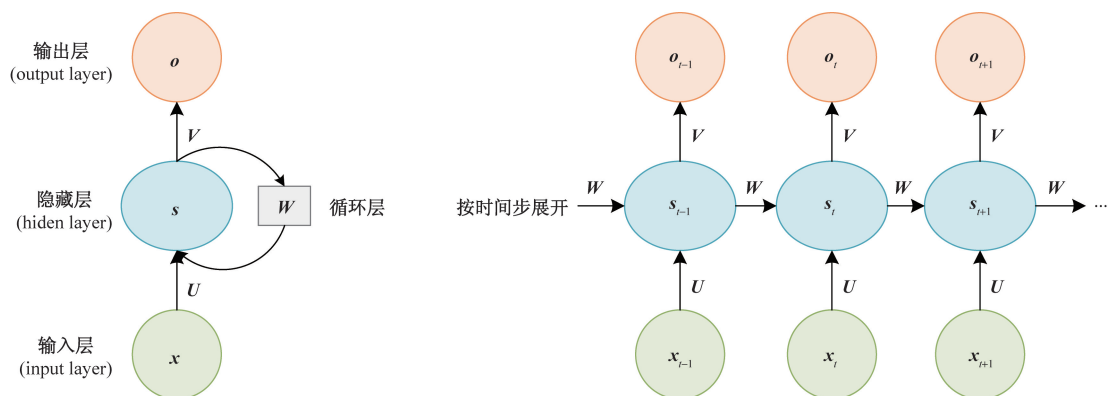 输出层
(output layer)
o
V
隐藏层
(hiden layer)
s
W
循环层
U
输入层
(input layer)
x
o_{t-1}
o_t
o_{t+1}
V
V
V
按时间步展开
W
s_{t-1}
W
s_t
W
s_{t+1}
W
...
U
U
U
x_{t-1}
x_t
x_{t+1}